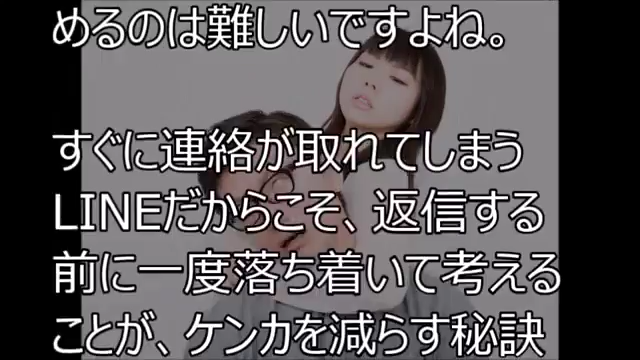 めるのは難しいですよね。
すぐに連絡が取れてしまう
LINEだからこそ、返信する
前に一度落ち着いて考える
ことが、ケンカを減らす秘訣